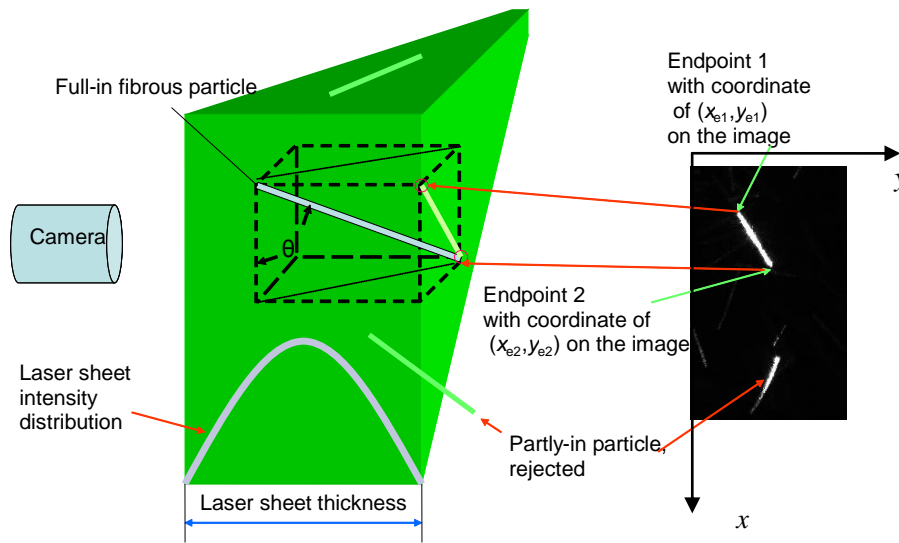 Full-in fibrous particle
Camera
θ
Laser sheet
intensity
distribution
Laser sheet thickness
Endpoint 1
with coordinate
of (xe1,ye1)
on the image
y
Endpoint 2
with coordinate of
(xe2,ye2) on the image
Partly-in particle,
rejected
x